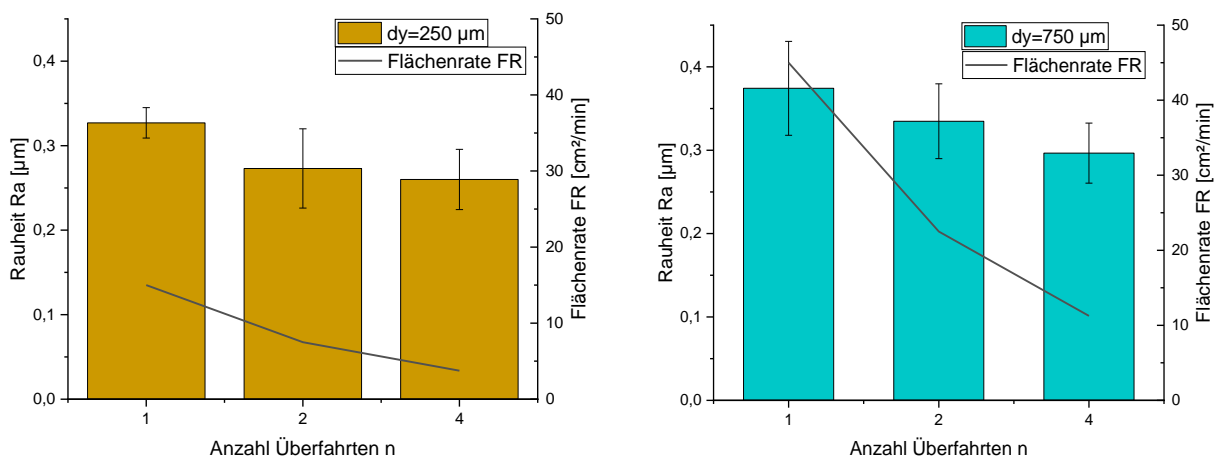 dy=250 µm
Flächenrate FR
Rauheit Ra [µm]
0,4
0,3
0,2
0,1
0,0
50
40
30
20
10
0
Flächenrate FR [cm²/min]
1
2
4
Anzahl Überfahrten n
dy=750 µm
Flächenrate FR
Rauheit Ra [µm]
0,4
0,3
0,2
0,1
0,0
50
40
30
20
10
0
Flächenrate FR [cm²/min]
1
2
4
Anzahl Überfahrten n